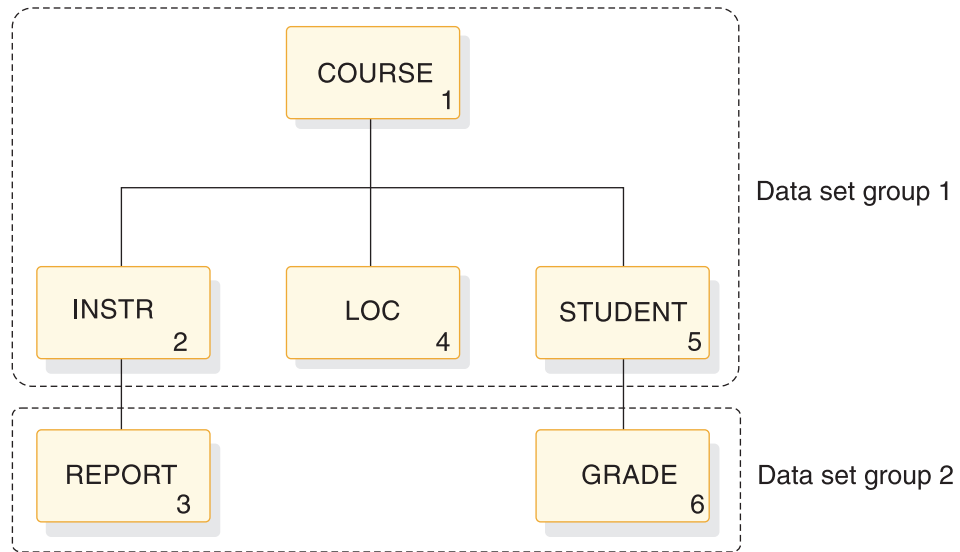 COURSE
1
Data set group 1
INSTR
2
LOC
4
STUDENT
5
REPORT
3
GRADE
6
Data set group 2